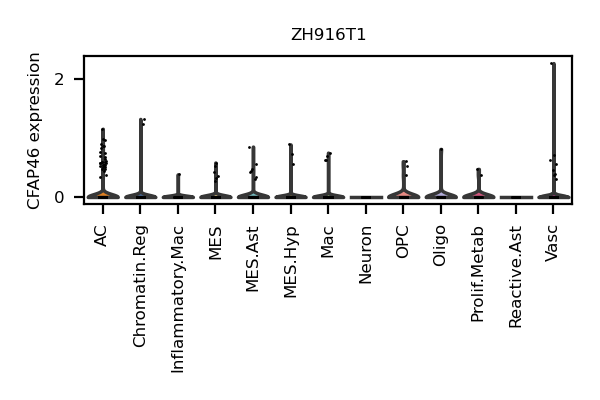 ZH916T1
CFAP46 expression
2
0
AC
Chromatin.Reg
Inflammatory.Mac
MES
MES.Ast
MES.Hyp
Mac
Neuron
OPC
Oligo
Prolif.Metab
Reactive.Ast
Vasc